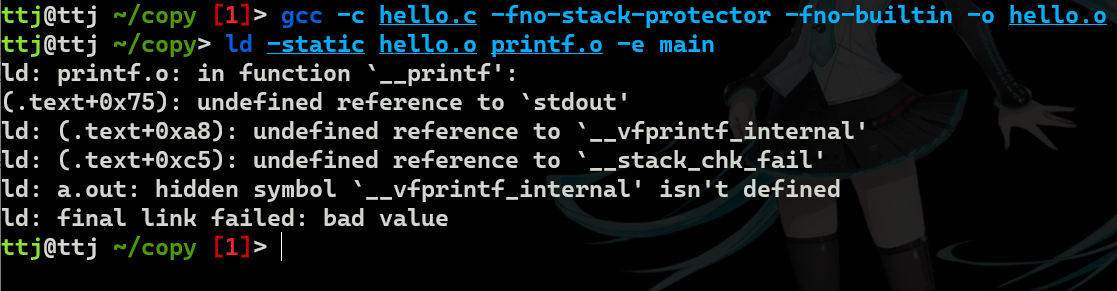 ttj@ttj ~/copy [1]> gcc -c hello.c -fno-stack-protector -fno-builtin -o hello.o
ttj@ttj ~/copy> ld -static hello.o printf.o -e main
ld: printf.o: in function `__printf':
(.text+0x75): undefined reference to `stdout'
ld: (.text+0xa8): undefined reference to `__vfprintf_internal'
ld: (.text+0xc5): undefined reference to `__stack_chk_fail'
ld: a.out: hidden symbol `__vfprintf_internal' isn't defined
ld: final link failed: bad value
ttj@ttj ~/copy [1]>